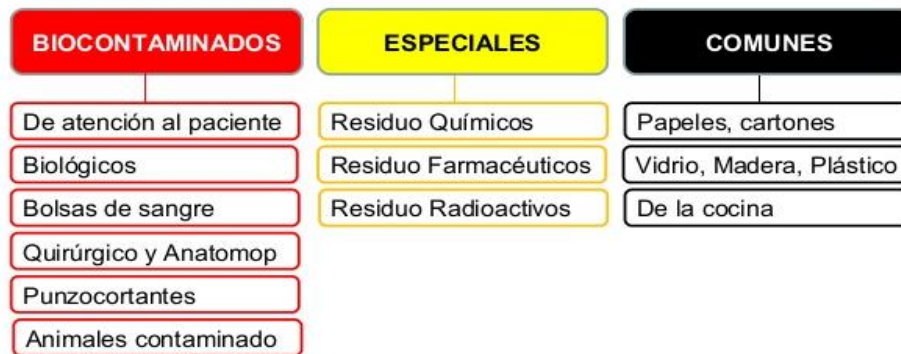 BIOCONTAMINADOS
De atención al paciente
Biológicos
Bolsas de sangre
Quirúrgico y Anatomop
Punzocortantes
Animales contaminado
ESPECIALES
Residuo Químicos
Residuo Farmacéuticos
Residuo Radioactivos
COMUNES
Papeles, cartones
Vidrio, Madera, Plástico
De la cocina